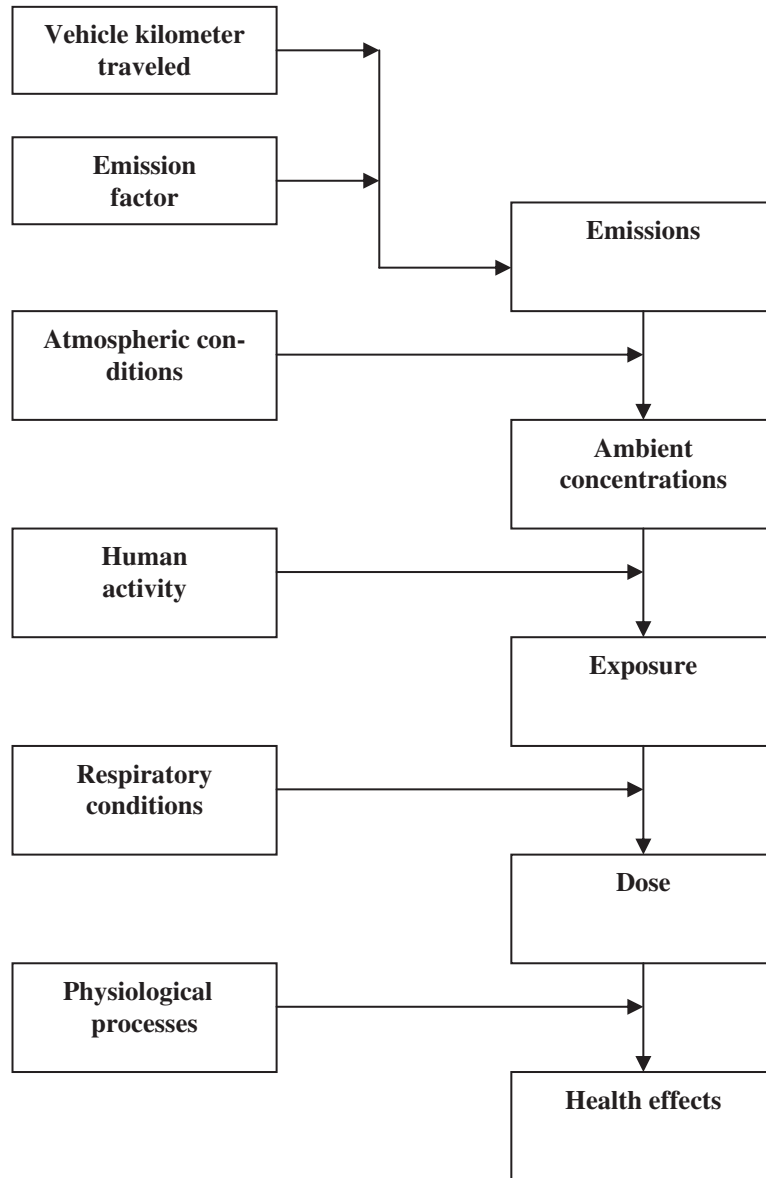 Vehicle kilometer
traveled
Emission
factor
Emissions
Atmospheric con-
ditions
Ambient
concentrations
Human
activity
Exposure
Respiratory
conditions
Dose
Physiological
processes
Health effects